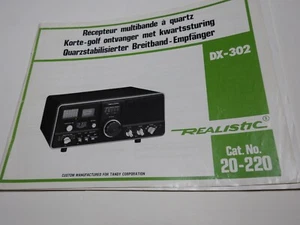 Recepteur multibande à quartz
Korte-golf ontvanger met kwartssturing
Quarzstabilisierter Breitband-Empfänger
DX-302
REALISTIC
Cat. No.
20-220
CUSTOM MANUFACTURED FOR TANDY CORPORATION